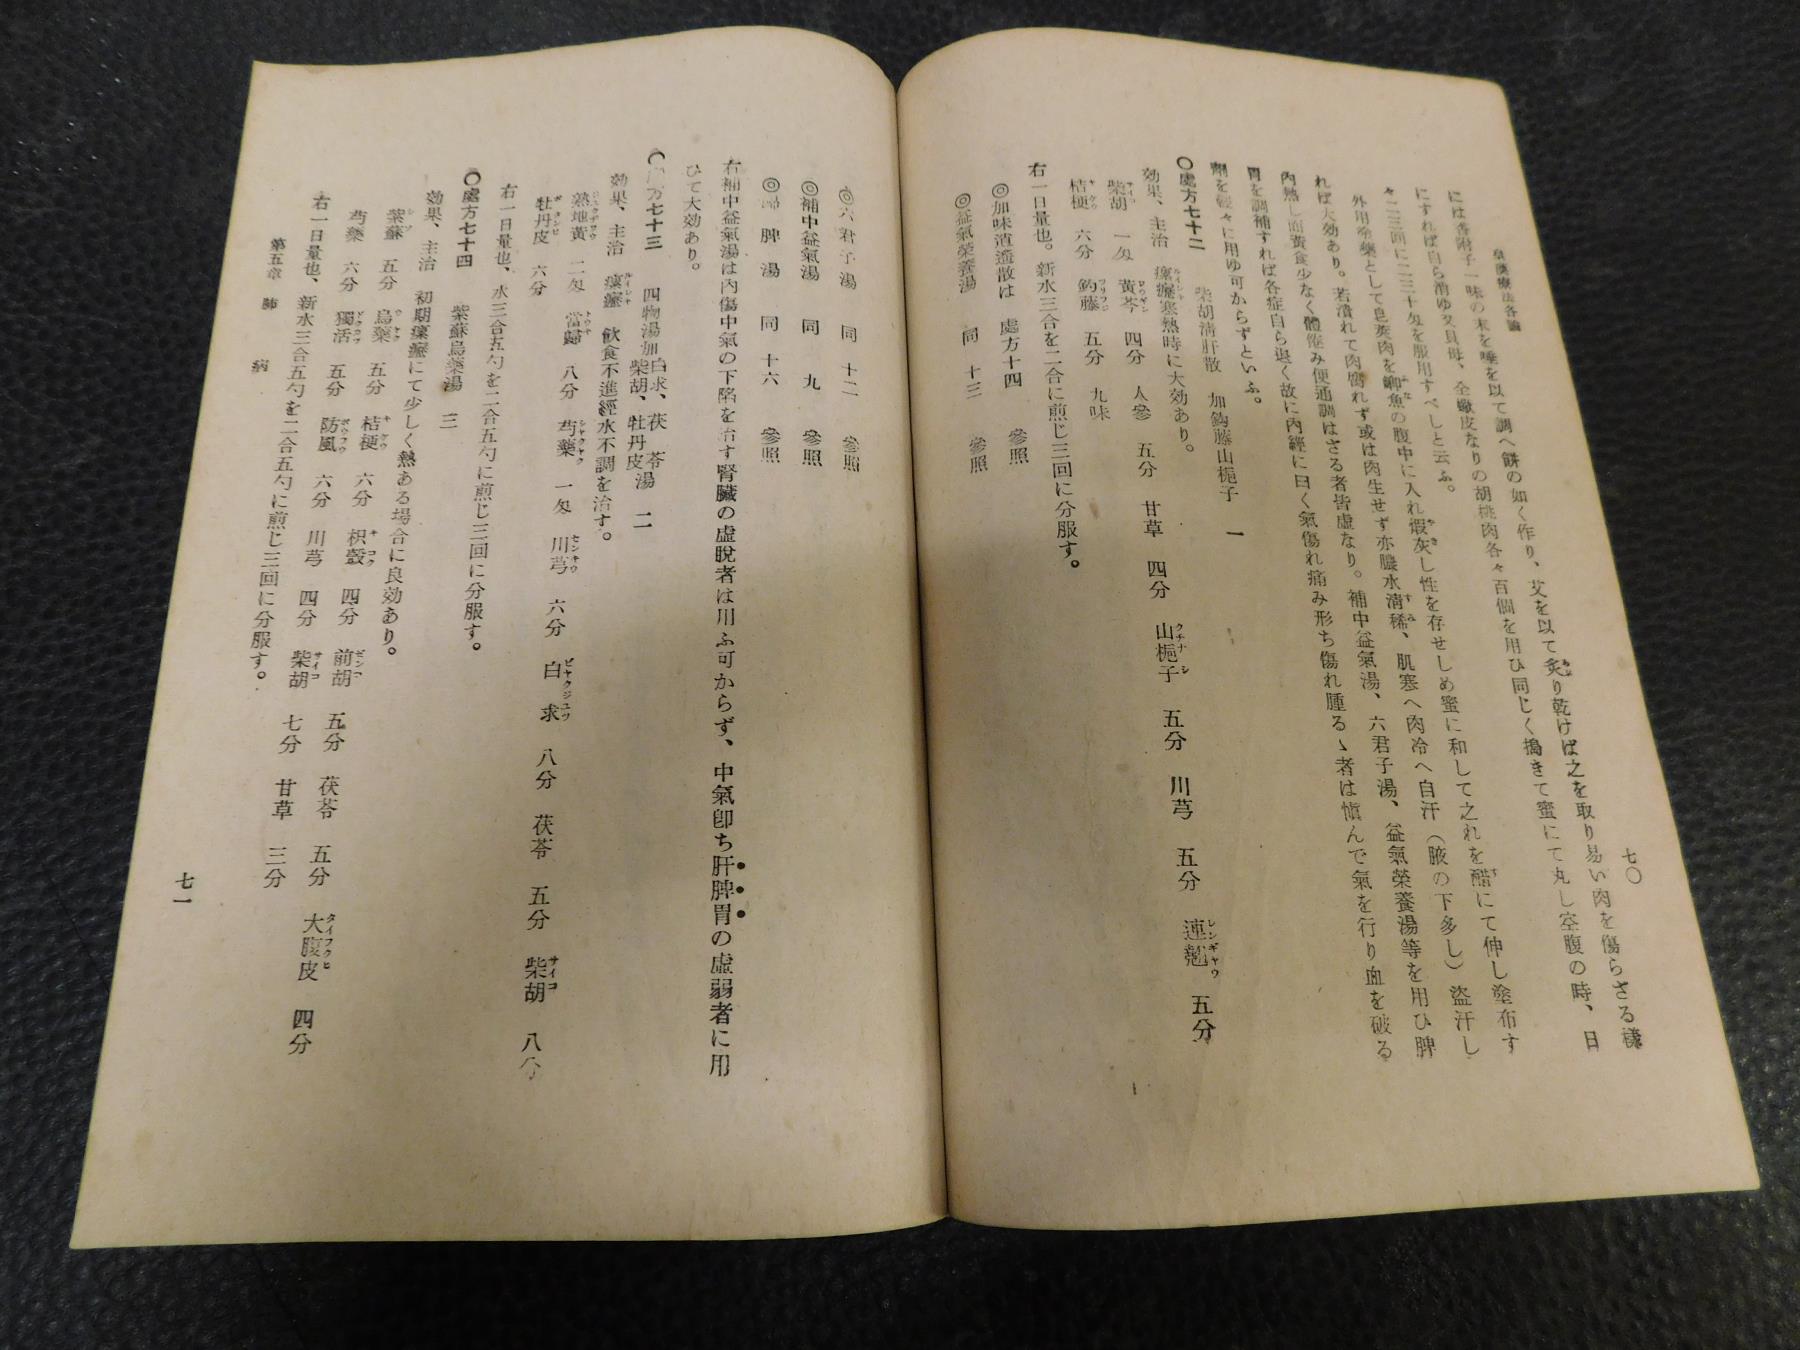 皇漢療法各論
七〇
には香附子一味の末を唾を以て調へ餅の如く作り、艾を以て炙り乾けば之を取り易い肉を傷らざる樣
にすれば自ら消ゆ又貝母、全蠍皮なりの胡桃肉各々百個を用ひ同じく搗きて蜜にて丸し空腹の時、日
々二三回に二三十匁を服用すべしと云ふ。
外用塗藥として皂莢肉を鯽魚の腹中に入れ煆灰し性を存せしめ蜜に和して之れを醋にて伸し塗布す
れば大効あり。若潰れて肉腐れず或は肉生せず亦膿水淸稀、肌寒へ肉冷へ自汗（腋の下多し）盜汗し
內熱し面黃食少なく體倦み便通調はざる者皆虛なり。補中益氣湯、六君子湯、益氣榮養湯等を用ひ脾
胃を調補すれば各症自ら退く故に內經に曰く氣傷れ痛み形ち傷れ腫るゝ者は愼んで氣を行り血を破る
劑を輕々に用ゆ可からずといふ。
〇處方七十二　柴胡淸肝散　加鈎藤山梔子　一
効果、主治　瘰癧寒熱時に大効あり。
柴胡　一匁　黃芩　四分　人參　五分　甘草　四分　山梔子　五分　川芎　五分　連翹　五分
桔梗　六分　鈎藤　五分　九味
右一日量也。新水三合を二合に煎じ三回に分服す。
◎加味逍遙散は　處方十四　參照
◎益氣榮養湯　同　十三　參照
◎六君子湯　同　十二　參照
◎補中益氣湯　同　九　參照
◎歸脾湯　同　十六　參照
右補中益氣湯は內傷中氣の下陷を治す腎臟の虛脫者は用ふ可からず、中氣卽ち肝脾胃の虛弱者に用
ひて大効あり。
方七十三　四物湯加白朮、茯苓柴胡、牡丹皮湯　二
効果、主治　瘰癧　飮食不進經水不調を治す。
熟地黃　二匁　當歸　八分　芍藥　一匁　川芎　六分　白朮　八分　茯苓　五分　柴胡　八分
牡丹皮　六分
右一日量也、水三合五勺を二合五勺に煎じ三回に分服す。
〇處方七十四　紫蘇烏藥湯　三
効果、主治　初期瘰癧にて少しく熱ある場合に良効あり。
紫蘇　五分　烏藥　五分　桔梗　六分　枳殼　四分　前胡　五分　茯苓　五分　大腹皮　四分
芍藥　六分　獨活　五分　防風　六分　川芎　四分　柴胡　七分　甘草　三分
右一日量也、新水三合五勺を二合五勺に煎じ三回に分服す。
第五章　肺　病
七一